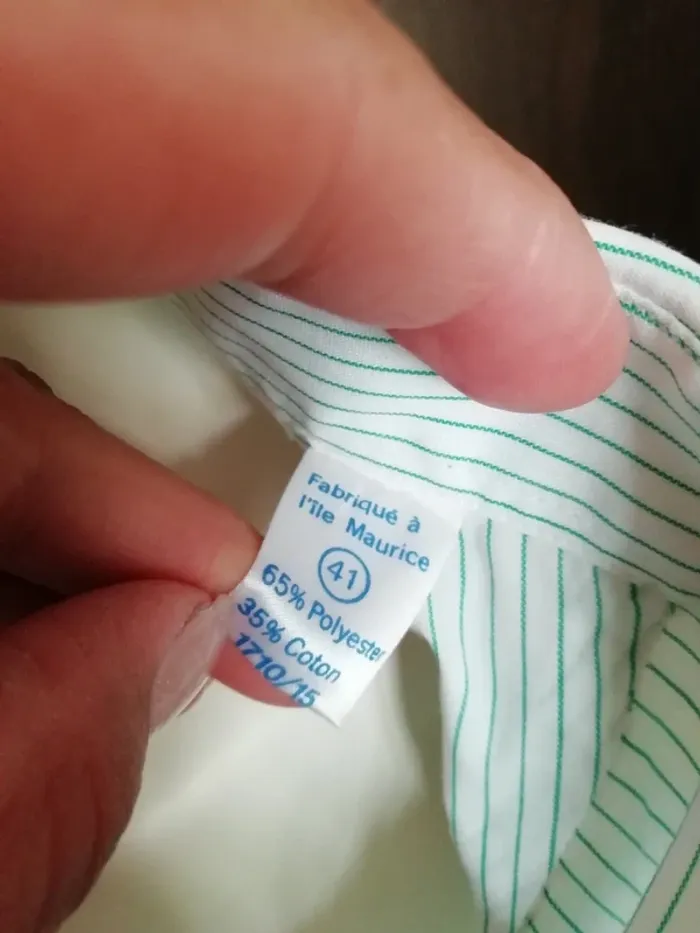 Fabriqué à
l'île Maurice
41
65% Polyester
35% Coton
1710/15